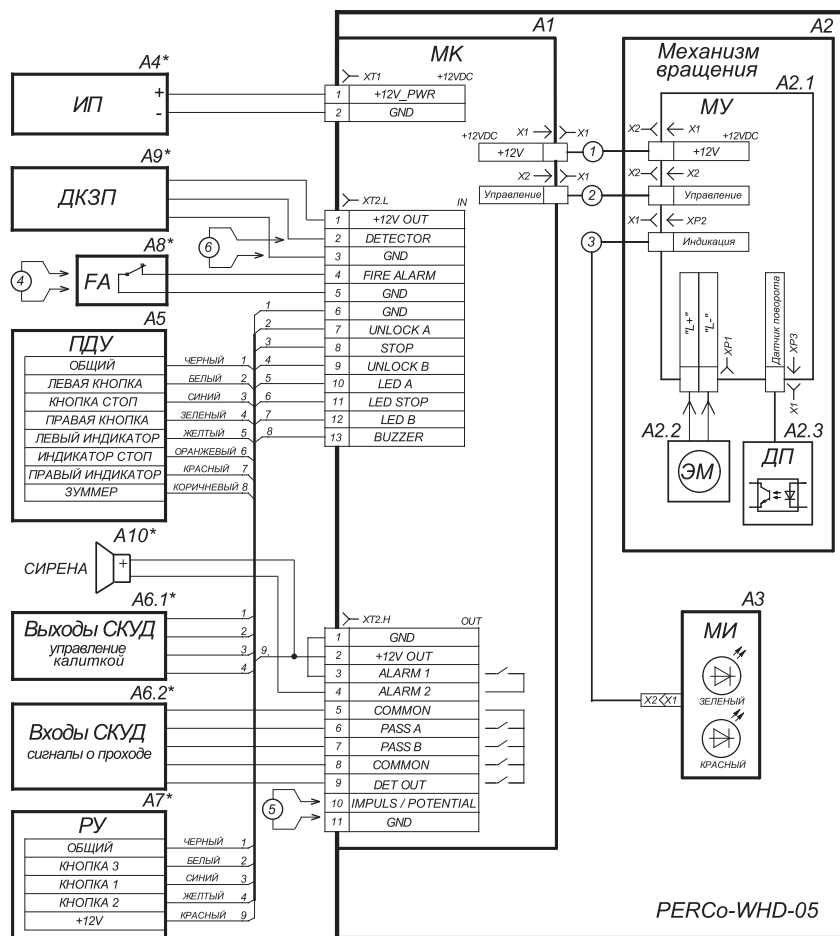 A1
A2
A4*
ИП
+
-
MK
XT1
+12VDC
1 +12V_PWR
2 GND
Механизм
вращения
A2.1
МУ
+12VDC X1 X1
+12V
1
X2 X1
+12VDC
+12V
X2 X1
Управление
2
X2 X2
Управление
X1 XP2
3
Индикация
"L+"
"L-"
XP1
Датчик поворота
XP3
X1
A2.2
ЭМ
A2.3
ДП
A9*
ДКЗП
6
A8*
4
FA
XT2.L
IN
1 +12V OUT
2 DETECTOR
3 GND
4 FIRE ALARM
5 GND
6 GND
7 UNLOCK A
8 STOP
9 UNLOCK B
10 LED A
11 LED STOP
12 LED B
13 BUZZER
1
2
3
4
5
6
7
8
A5
ПДУ
ОБЩИЙ ЧЕРНЫЙ 1
ЛЕВАЯ КНОПКА БЕЛЫЙ 2
КНОПКА СТОП СИНИЙ 3
ПРАВАЯ КНОПКА ЗЕЛЕНЫЙ 4
ЛЕВЫЙ ИНДИКАТОР ЖЕЛТЫЙ 5
ИНДИКАТОР СТОП ОРАНЖЕВЫЙ 6
ПРАВЫЙ ИНДИКАТОР КРАСНЫЙ 7
ЗУММЕР КОРИЧНЕВЫЙ 8
A10*
СИРЕНА
+
A6.1*
Выходы СКУД
управление
калиткой
1
2
3
4
9
A6.2*
Входы СКУД
сигналы о проходе
XT2.H
OUT
1 GND
2 +12V OUT
3 ALARM 1
4 ALARM 2
5 COMMON
6 PASS A
7 PASS B
8 COMMON
9 DET OUT
10 IMPULS / POTENTIAL
11 GND
5
A7*
РУ
ОБЩИЙ ЧЕРНЫЙ 1
КНОПКА 3 БЕЛЫЙ 2
КНОПКА 1 СИНИЙ 3
КНОПКА 2 ЖЕЛТЫЙ 4
+12V КРАСНЫЙ 9
A3
МИ
X2 X1
ЗЕЛЕНЫЙ
КРАСНЫЙ
PERCo-WHD-05